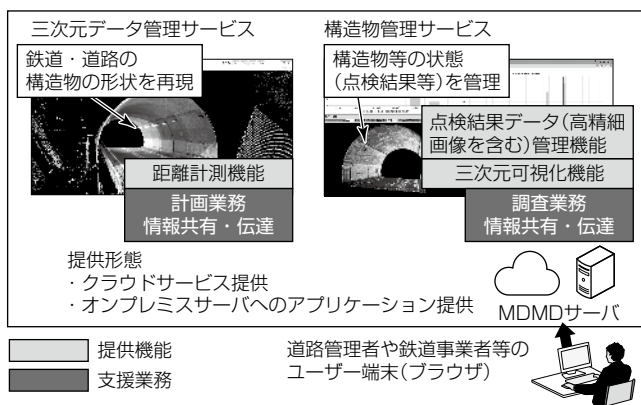 三次元データ管理サービス
鉄道・道路の
構造物の形状を再現
距離計測機能
計画業務
情報共有・伝達
構造物管理サービス
構造物等の状態
(点検結果等)を管理
点検結果データ(高精細
画像を含む)管理機能
三次元可視化機能
調査業務
情報共有・伝達
提供形態
・クラウドサービス提供
・オンプレミスサーバへのアプリケーション提供
MDMDサーバ
提供機能
支援業務
道路管理者や鉄道事業者等の
ユーザー端末(ブラウザ)